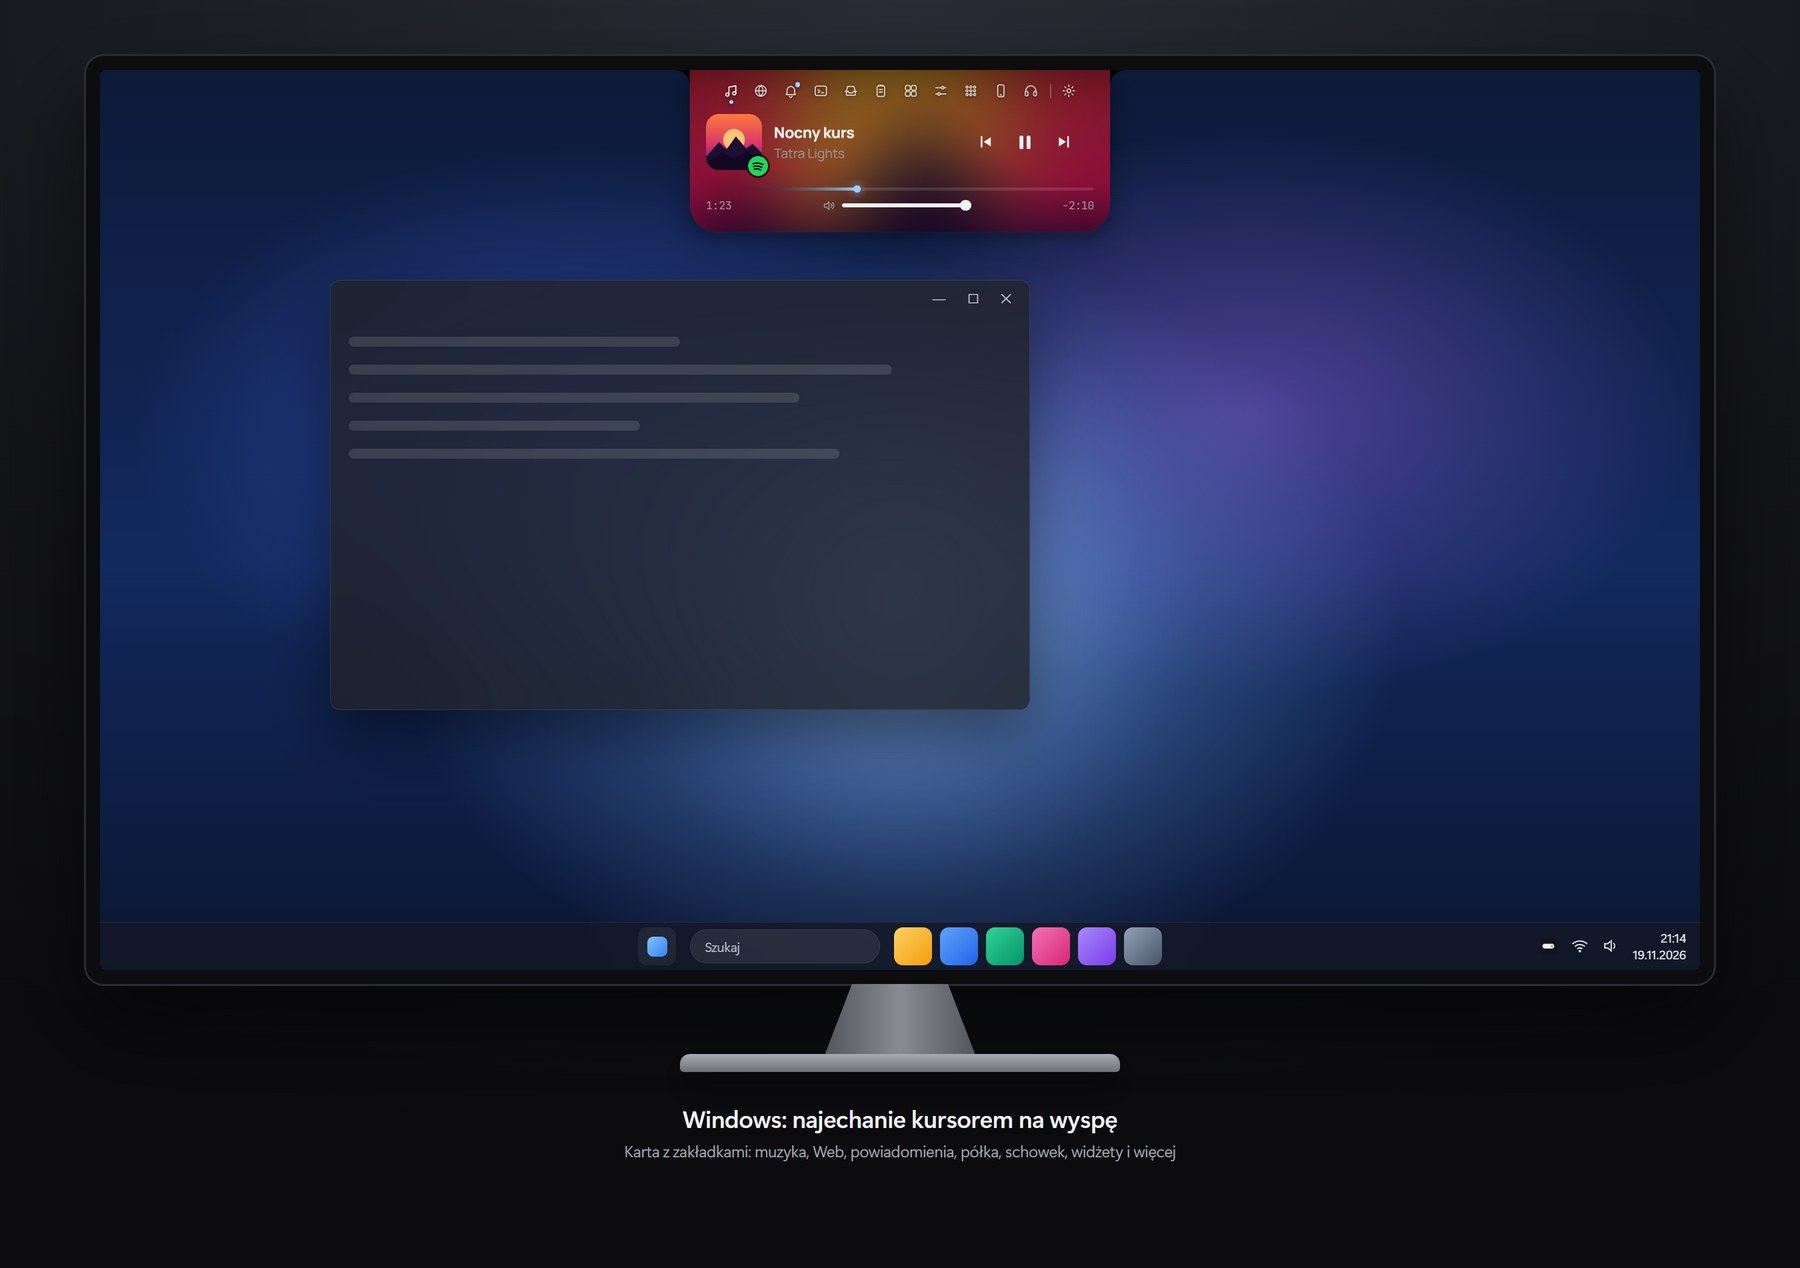 Nocny kurs
Tatra Lights
1:23
-2:10
Szukaj
21:14
19.11.2026
Windows: najechanie kursorem na wyspę
Karta z zakładkami: muzyka, Web, powiadomienia, półka, schowek, widżety i więcej